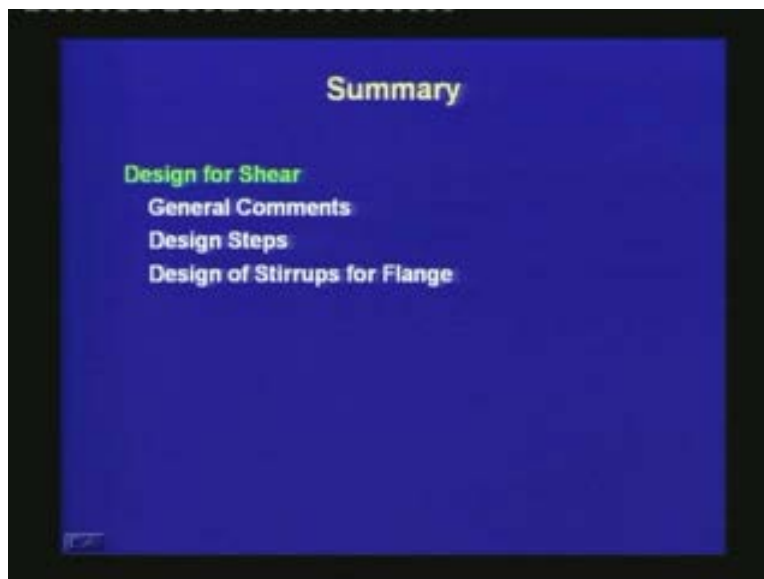 Summary
Design for Shear
General Comments
Design Steps
Design of Stirrups for Flange